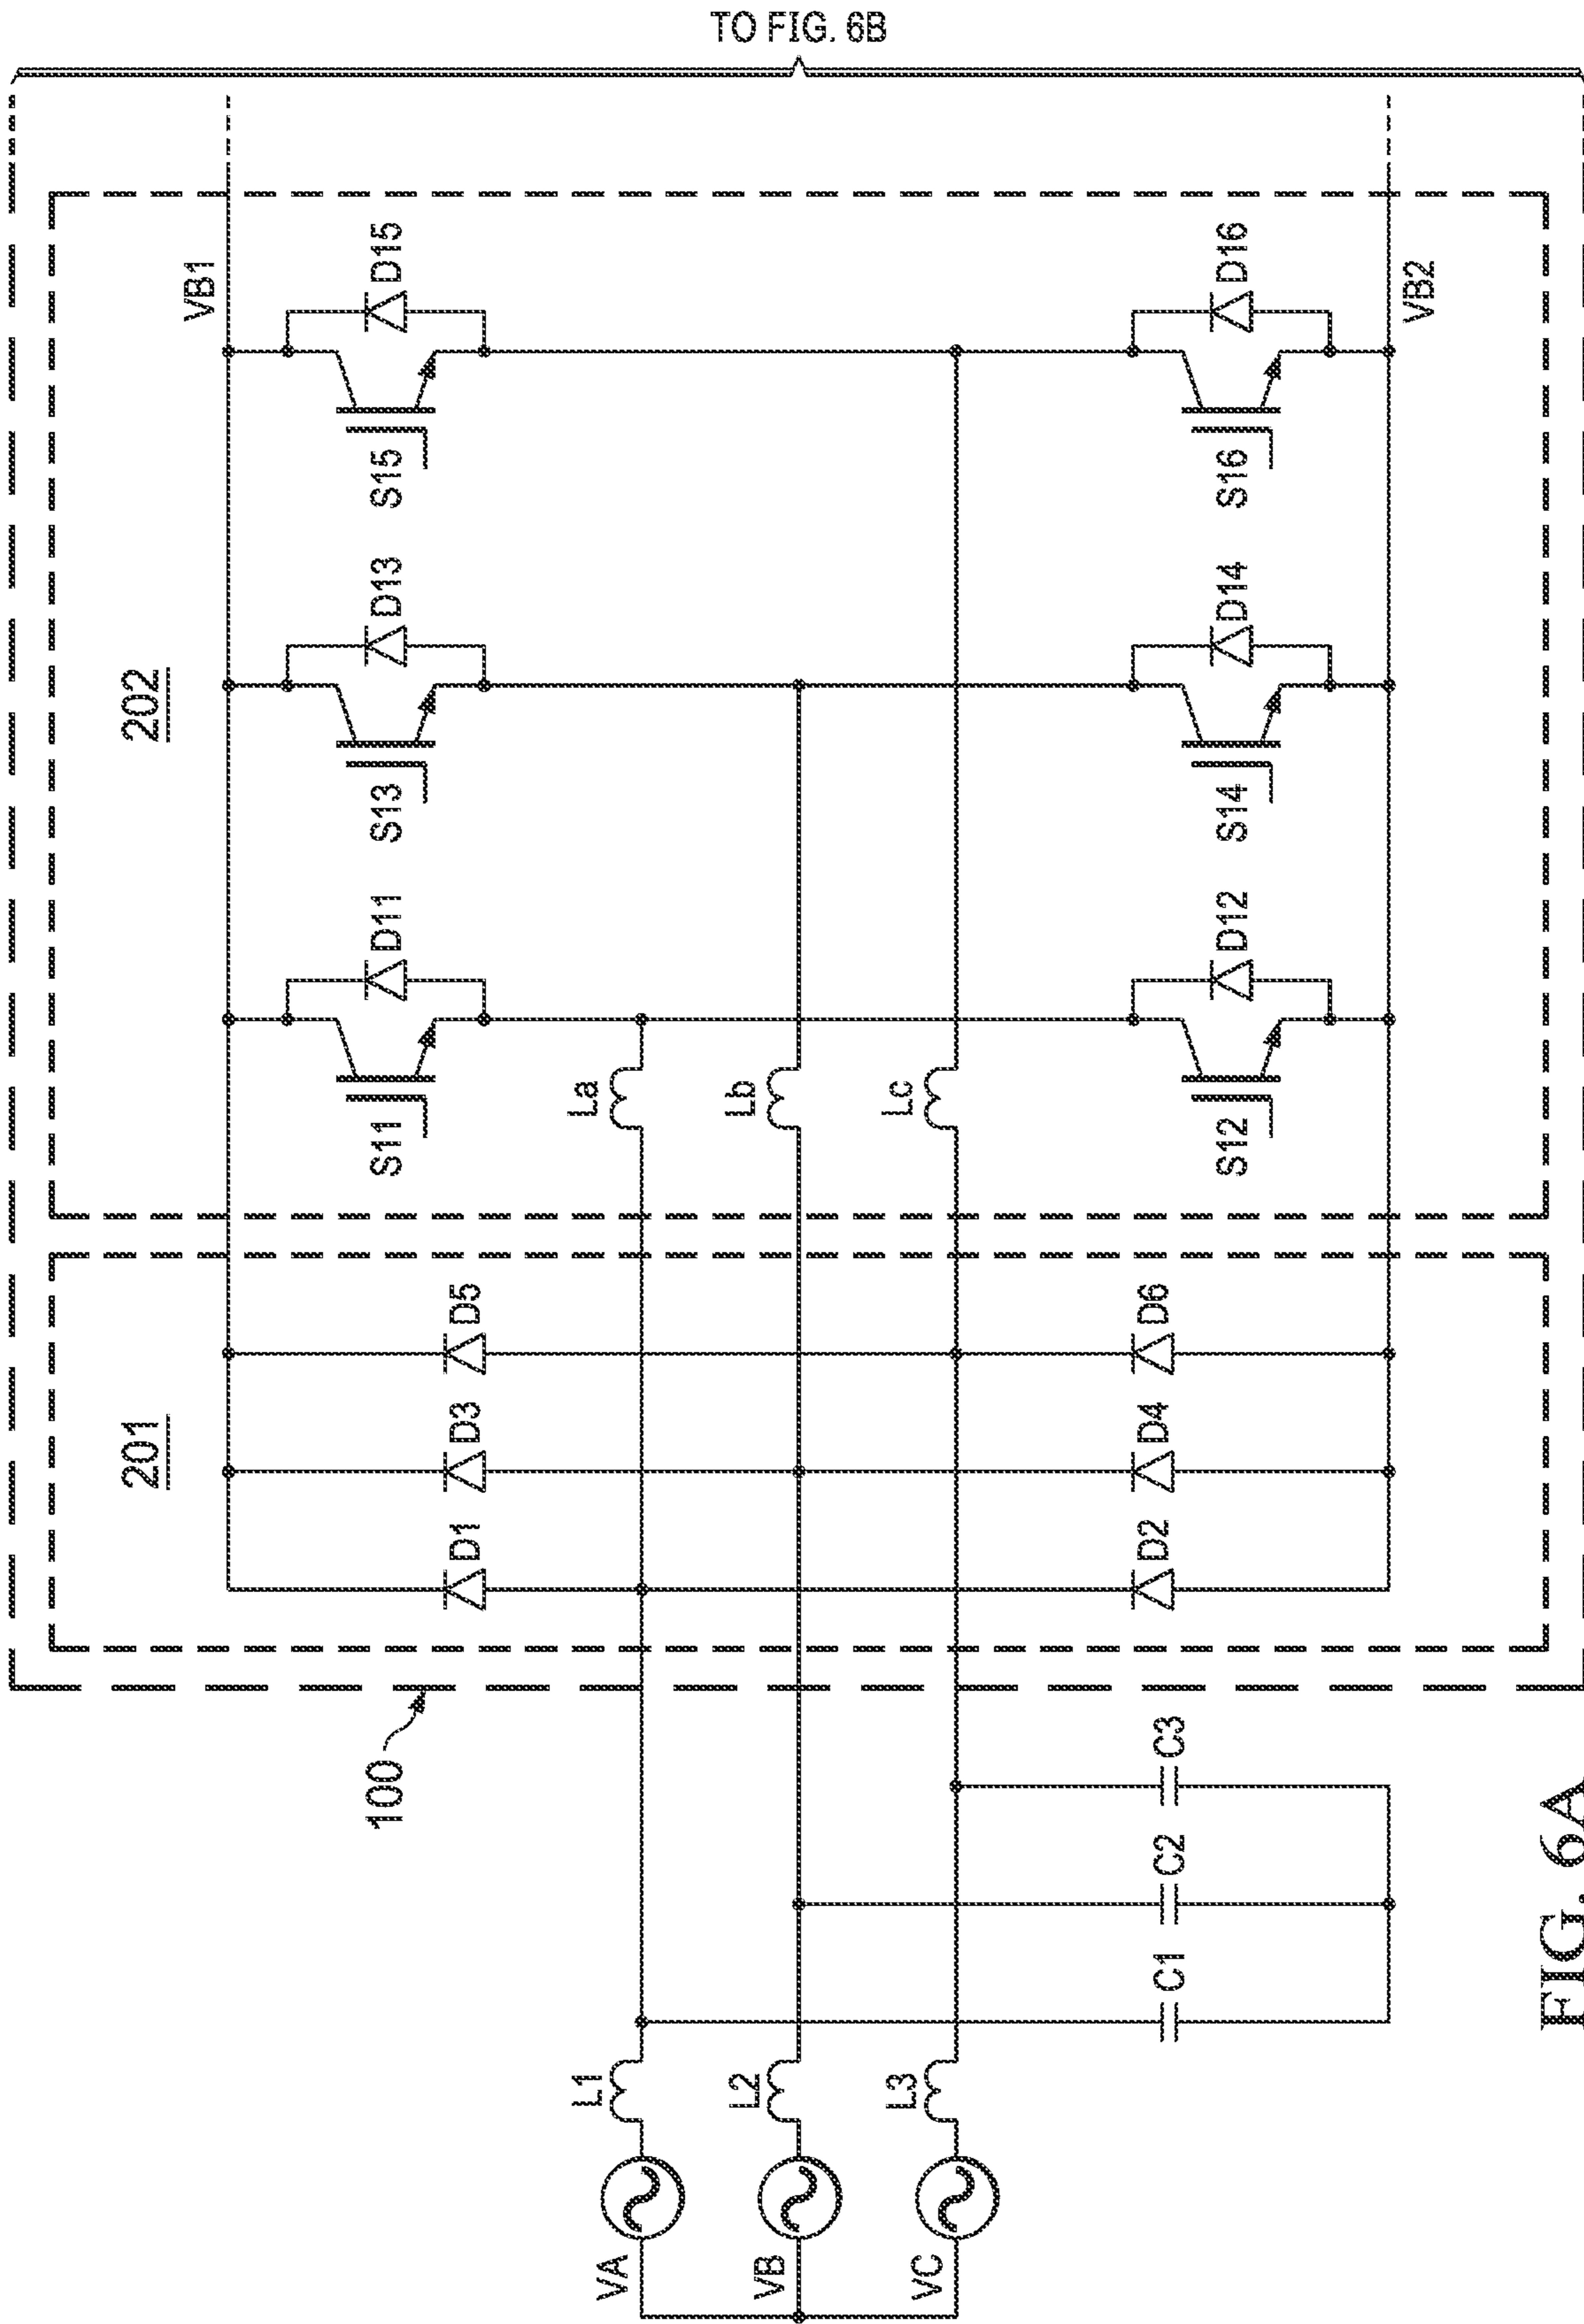 TO FIG. 6B
100
201
202
VB1
D1
D3
D5
S11
D11
S13
D13
S15
D15
VA
L1
La
VB
L2
Lb
VC
L3
Lc
C1
C2
C3
D2
D4
D6
S12
D12
S14
D14
S16
D16
VB2
FIG. 6A